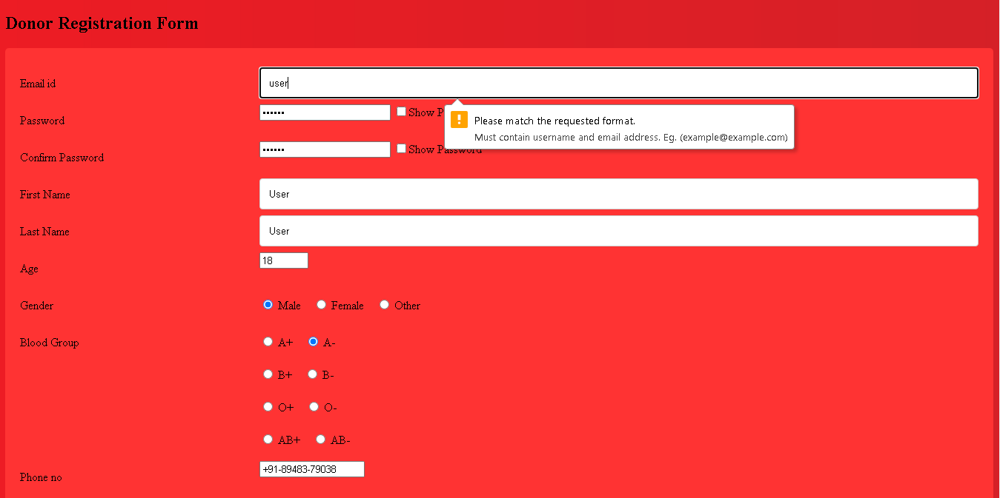 Donor Registration Form
Email id
user
Please match the requested format.
Must contain username and email address. Eg. (example@example.com)
Password
••••••
Show P
Confirm Password
••••••
Show Password
First Name
User
Last Name
User
Age
18
Gender
Male Female Other
Blood Group
A+ A-
B+ B-
O+ O-
AB+ AB-
Phone no
+91-89483-79038